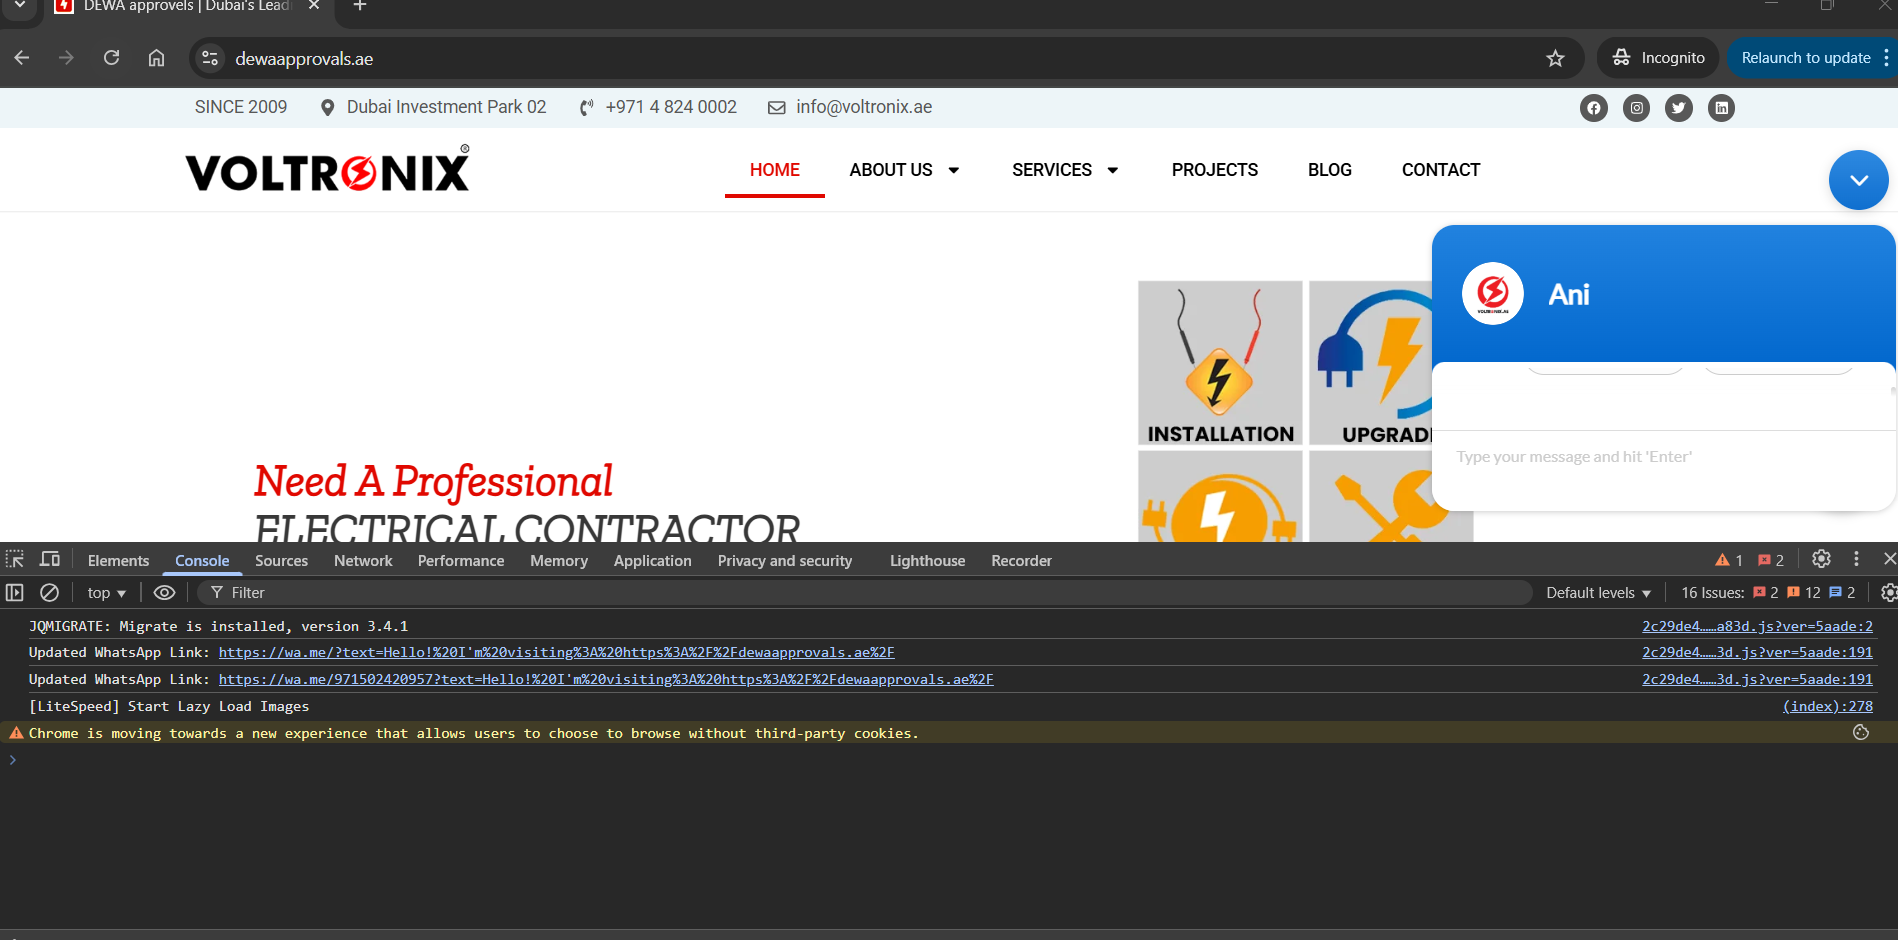 DEWA approvels | Dubai's Leadi
dewaapprovals.ae
Incognito
Relaunch to update
SINCE 2009
Dubai Investment Park 02
+971 4 824 0002
info@voltronix.ae
VOLTRONIX®
HOME
ABOUT US
SERVICES
PROJECTS
BLOG
CONTACT
Ani
INSTALLATION
UPGRADE
Type your message and hit 'Enter'
Need A Professional
ELECTRICAL CONTRACTOR
Elements Console Sources Network Performance Memory Application Privacy and security Lighthouse Recorder 1 2
top Filter Default levels 16 Issues: 2 12 2
JQMIGRATE: Migrate is installed, version 3.4.1 2c29de4……a83d.js?ver=5aade:2
Updated WhatsApp Link: https://wa.me/?text=Hello!%20I'm%20visiting%3A%20https%3A%2F%2Fdewaapprovals.ae%2F 2c29de4……3d.js?ver=5aade:191
Updated WhatsApp Link: https://wa.me/971502420957?text=Hello!%20I'm%20visiting%3A%20https%3A%2F%2Fdewaapprovals.ae%2F 2c29de4……3d.js?ver=5aade:191
[LiteSpeed] Start Lazy Load Images (index):278
Chrome is moving towards a new experience that allows users to choose to browse without third-party cookies.